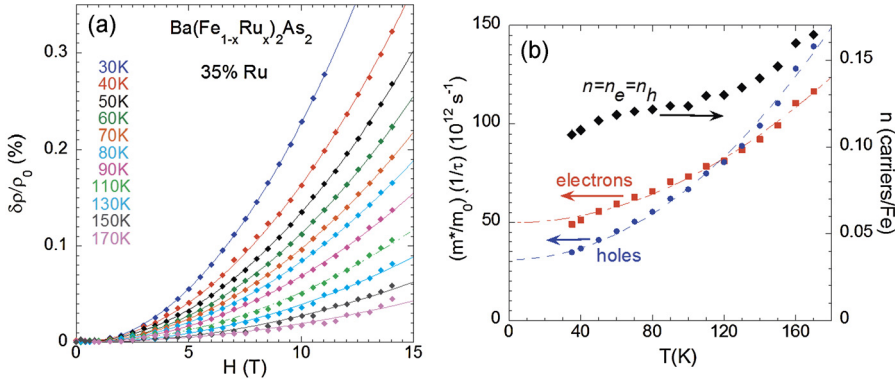 (a)
Ba(Fe1-xRux)2As2
35% Ru
30K
40K
50K
60K
70K
80K
90K
110K
130K
150K
170K
δρ/ρ0 (%)
0.3
0.2
0.1
0
0
5
10
15
H (T)
(b)
n=ne=nh
electrons
holes
(m*/m0) (1/τ) (10^12 s^-1)
150
100
50
0
0
40
80
120
160
T(K)
0.15
0.10
0.05
0
n (carriers/Fe)